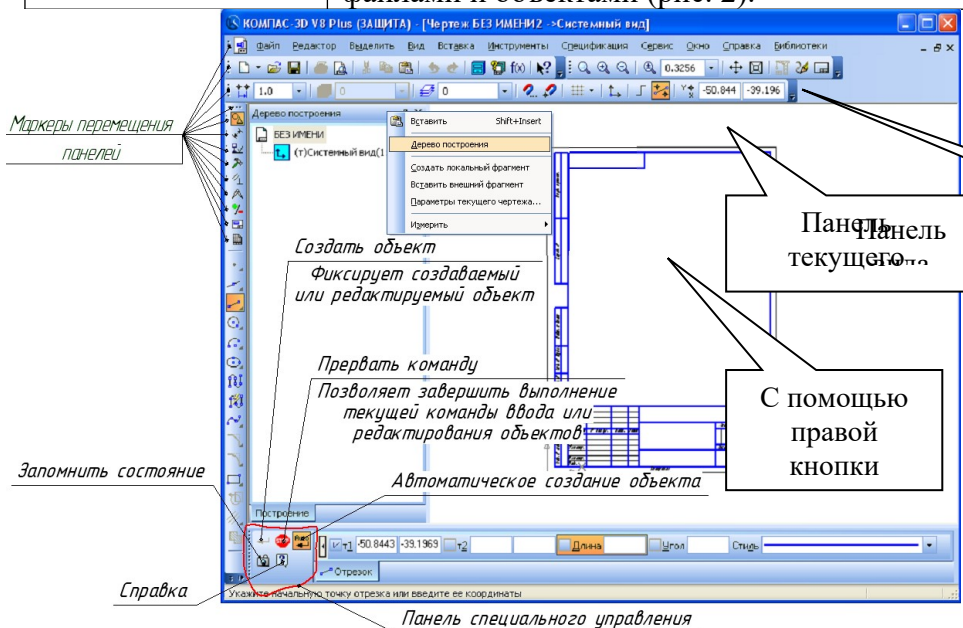 файлами и объектами (рис. 2).
КОМПАС-3D V8 Plus (ЗАЩИТА) - [Чертеж БЕЗ ИМЕНИ2 ->Системный вид]
Файл Редактор Выделить Вид Вставка Инструменты Спецификация Сервис Окно Справка Библиотеки
0.3256
1.0 0 0 -50.844 -39.196
Дерево построения
БЕЗ ИМЕНИ
(т)Системный вид(1
Вставить Shift+Insert
Дерево построения
Создать локальный фрагмент
Вставить внешний фрагмент
Параметры текущего чертежа...
Измерить
Маркеры перемещения
панелей
Панель
текущего
Панель
С помощью
правой
кнопки
Создать объект
Фиксирует создаваемый
или редактируемый объект
Прервать команду
Позволяет завершить выполнение
текущей команды ввода или
редактирования объектов
Запомнить состояние
Автоматическое создание объекта
Построение
т1 -50.8443 -39.1969 т2 Длина Угол Стиль
Отрезок
Справка
Укажите начальную точку отрезка или введите ее координаты
Панель специального управления